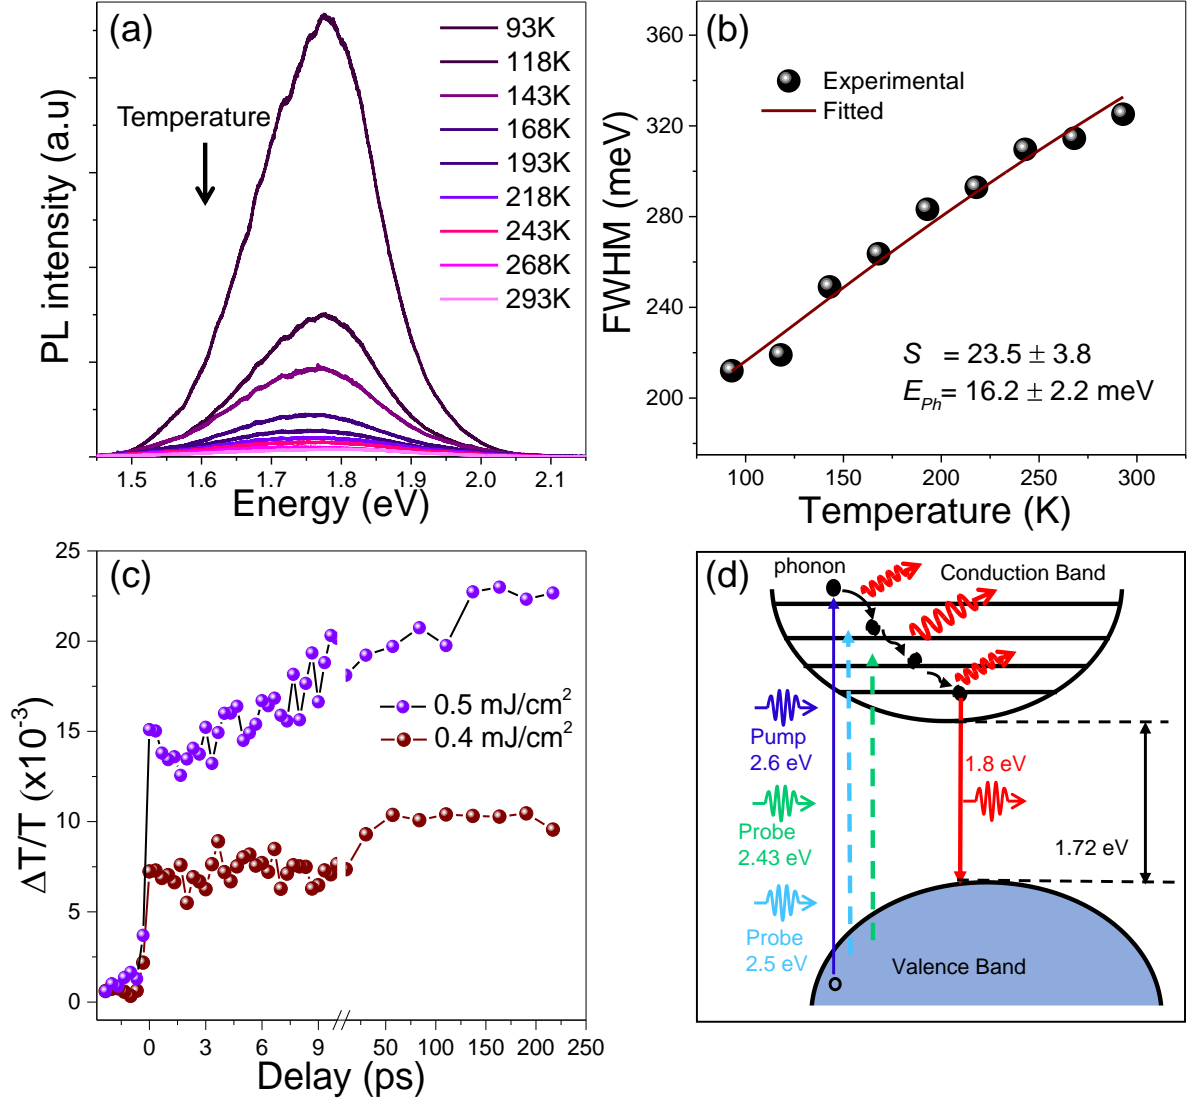 (a)
93K
118K
143K
168K
193K
218K
243K
268K
293K
Temperature
PL intensity (a.u)
1.5 1.6 1.7 1.8 1.9 2.0 2.1
Energy (eV)
(b)
360
320
280
240
200
Experimental
Fitted
FWHM (meV)
S = 23.5 ± 3.8
E_Ph = 16.2 ± 2.2 meV
100 150 200 250 300
Temperature (K)
(c)
25
20
15
10
5
0
ΔT/T (x10⁻³)
0.5 mJ/cm²
0.4 mJ/cm²
0 3 6 9 50 100 150 200 250
Delay (ps)
(d)
phonon
Conduction Band
Pump
2.6 eV
1.8 eV
Probe
2.43 eV
1.72 eV
Probe
2.5 eV
Valence Band